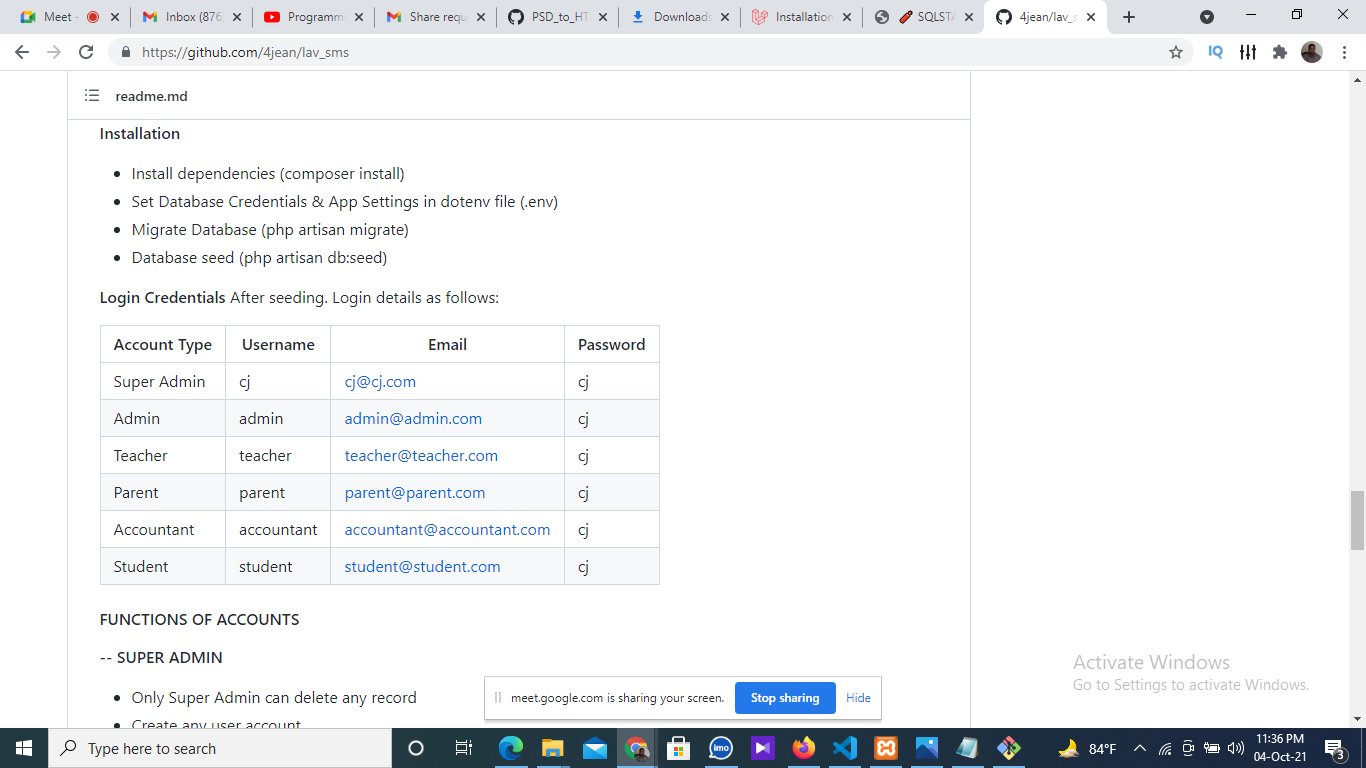 Meet -
Inbox (876
Programm
Share requ
PSD_to_HT
Downloads
Installation
SQLSTA
4jean/lav_s
https://github.com/4jean/lav_sms
readme.md
Installation
Install dependencies (composer install)
Set Database Credentials & App Settings in dotenv file (.env)
Migrate Database (php artisan migrate)
Database seed (php artisan db:seed)
Login Credentials After seeding. Login details as follows:
Account Type Username Email Password
Super Admin cj cj@cj.com cj
Admin admin admin@admin.com cj
Teacher teacher teacher@teacher.com cj
Parent parent parent@parent.com cj
Accountant accountant accountant@accountant.com cj
Student student student@student.com cj
FUNCTIONS OF ACCOUNTS
-- SUPER ADMIN
Only Super Admin can delete any record
Create any user account
Activate Windows
Go to Settings to activate Windows.
meet.google.com is sharing your screen. Stop sharing Hide
Type here to search
imo
84°F
11:36 PM
04-Oct-21
3